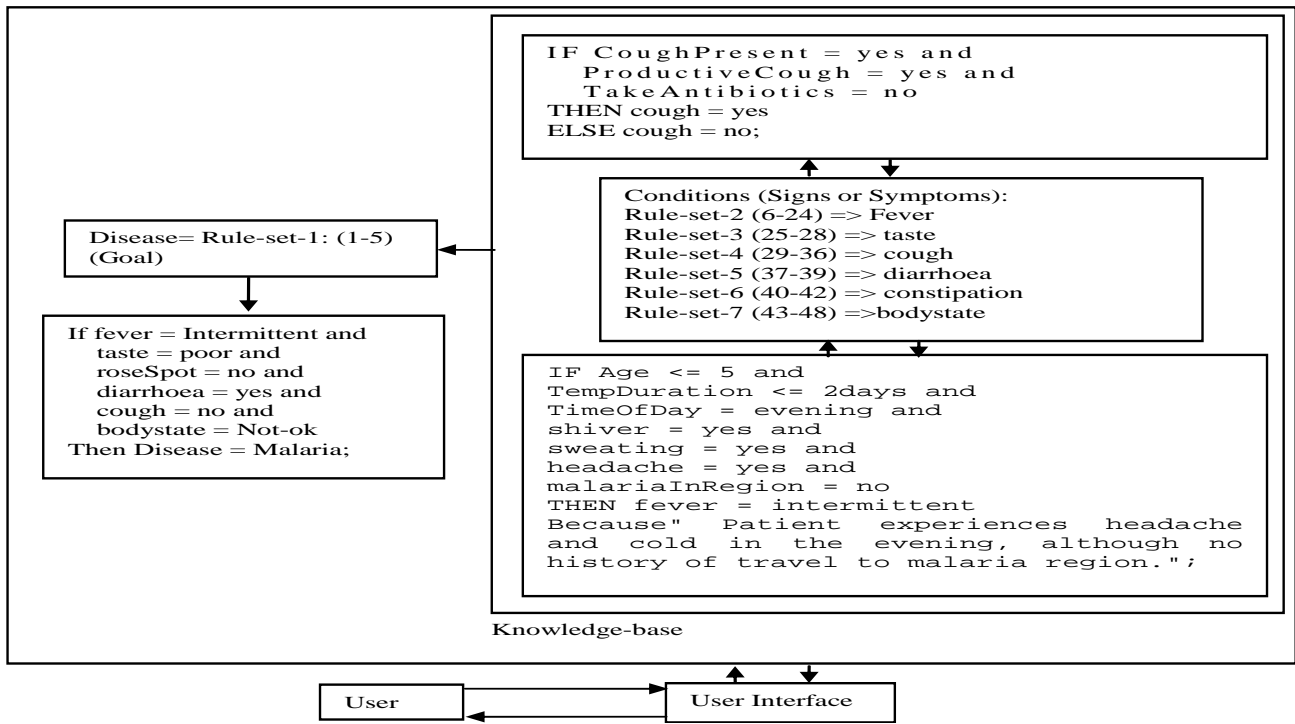 IF CoughPresent = yes and
ProductiveCough = yes and
TakeAntibiotics = no
THEN cough = yes
ELSE cough = no;
Conditions (Signs or Symptoms):
Rule-set-2 (6-24) => Fever
Rule-set-3 (25-28) => taste
Rule-set-4 (29-36) => cough
Rule-set-5 (37-39) => diarrhoea
Rule-set-6 (40-42) => constipation
Rule-set-7 (43-48) =>bodystate
Disease= Rule-set-1: (1-5)
(Goal)
If fever = Intermittent and
taste = poor and
roseSpot = no and
diarrhoea = yes and
cough = no and
bodystate = Not-ok
Then Disease = Malaria;
IF Age <= 5 and
TempDuration <= 2days and
TimeOfDay = evening and
shiver = yes and
sweating = yes and
headache = yes and
malariaInRegion = no
THEN fever = intermittent
Because" Patient experiences headache
and cold in the evening, although no
history of travel to malaria region.";
Knowledge-base
User
User Interface